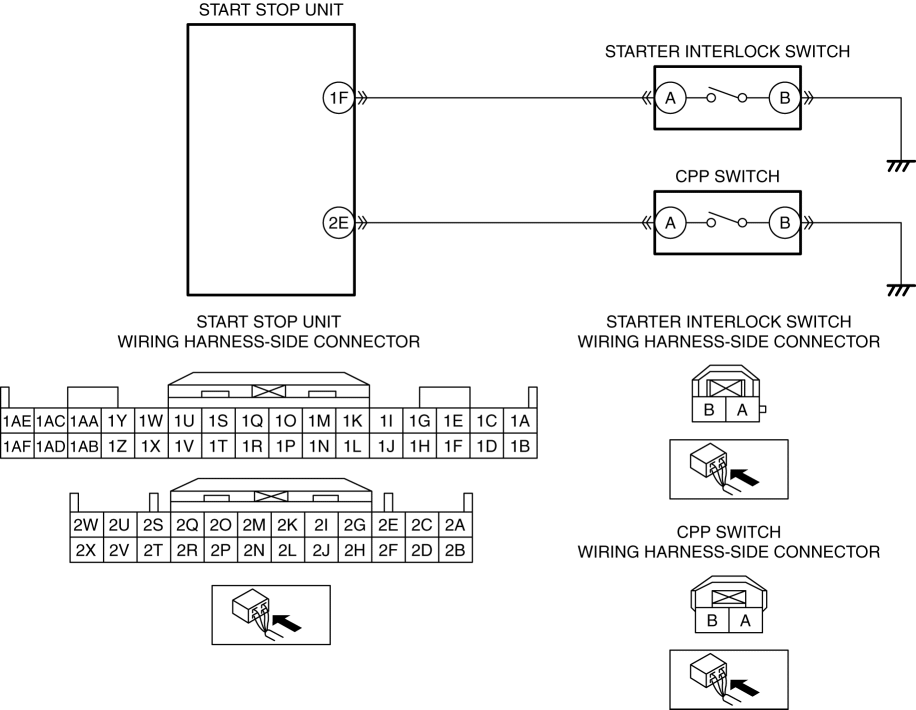 START STOP UNIT
STARTER INTERLOCK SWITCH
1F A B
CPP SWITCH
2E A B
START STOP UNIT
WIRING HARNESS-SIDE CONNECTOR
1AE 1AC 1AA 1Y 1W 1U 1S 1Q 1O 1M 1K 1I 1G 1E 1C 1A
1AF 1AD 1AB 1Z 1X 1V 1T 1R 1P 1N 1L 1J 1H 1F 1D 1B
2W 2U 2S 2Q 2O 2M 2K 2I 2G 2E 2C 2A
2X 2V 2T 2R 2P 2N 2L 2J 2H 2F 2D 2B
STARTER INTERLOCK SWITCH
WIRING HARNESS-SIDE CONNECTOR
B A
CPP SWITCH
WIRING HARNESS-SIDE CONNECTOR
B A